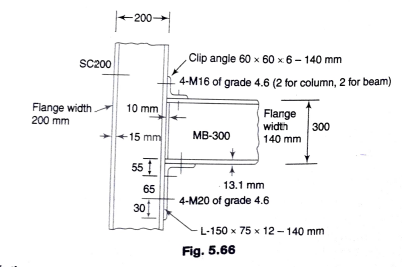 200
SC200
Clip angle 60 × 60 × 6 – 140 mm
4-M16 of grade 4.6 (2 for column, 2 for beam)
Flange width
200 mm
10 mm
Flange
width
140 mm
300
15 mm
MB-300
55
65
30
13.1 mm
4-M20 of grade 4.6
L-150 × 75 × 12 – 140 mm
Fig. 5.66